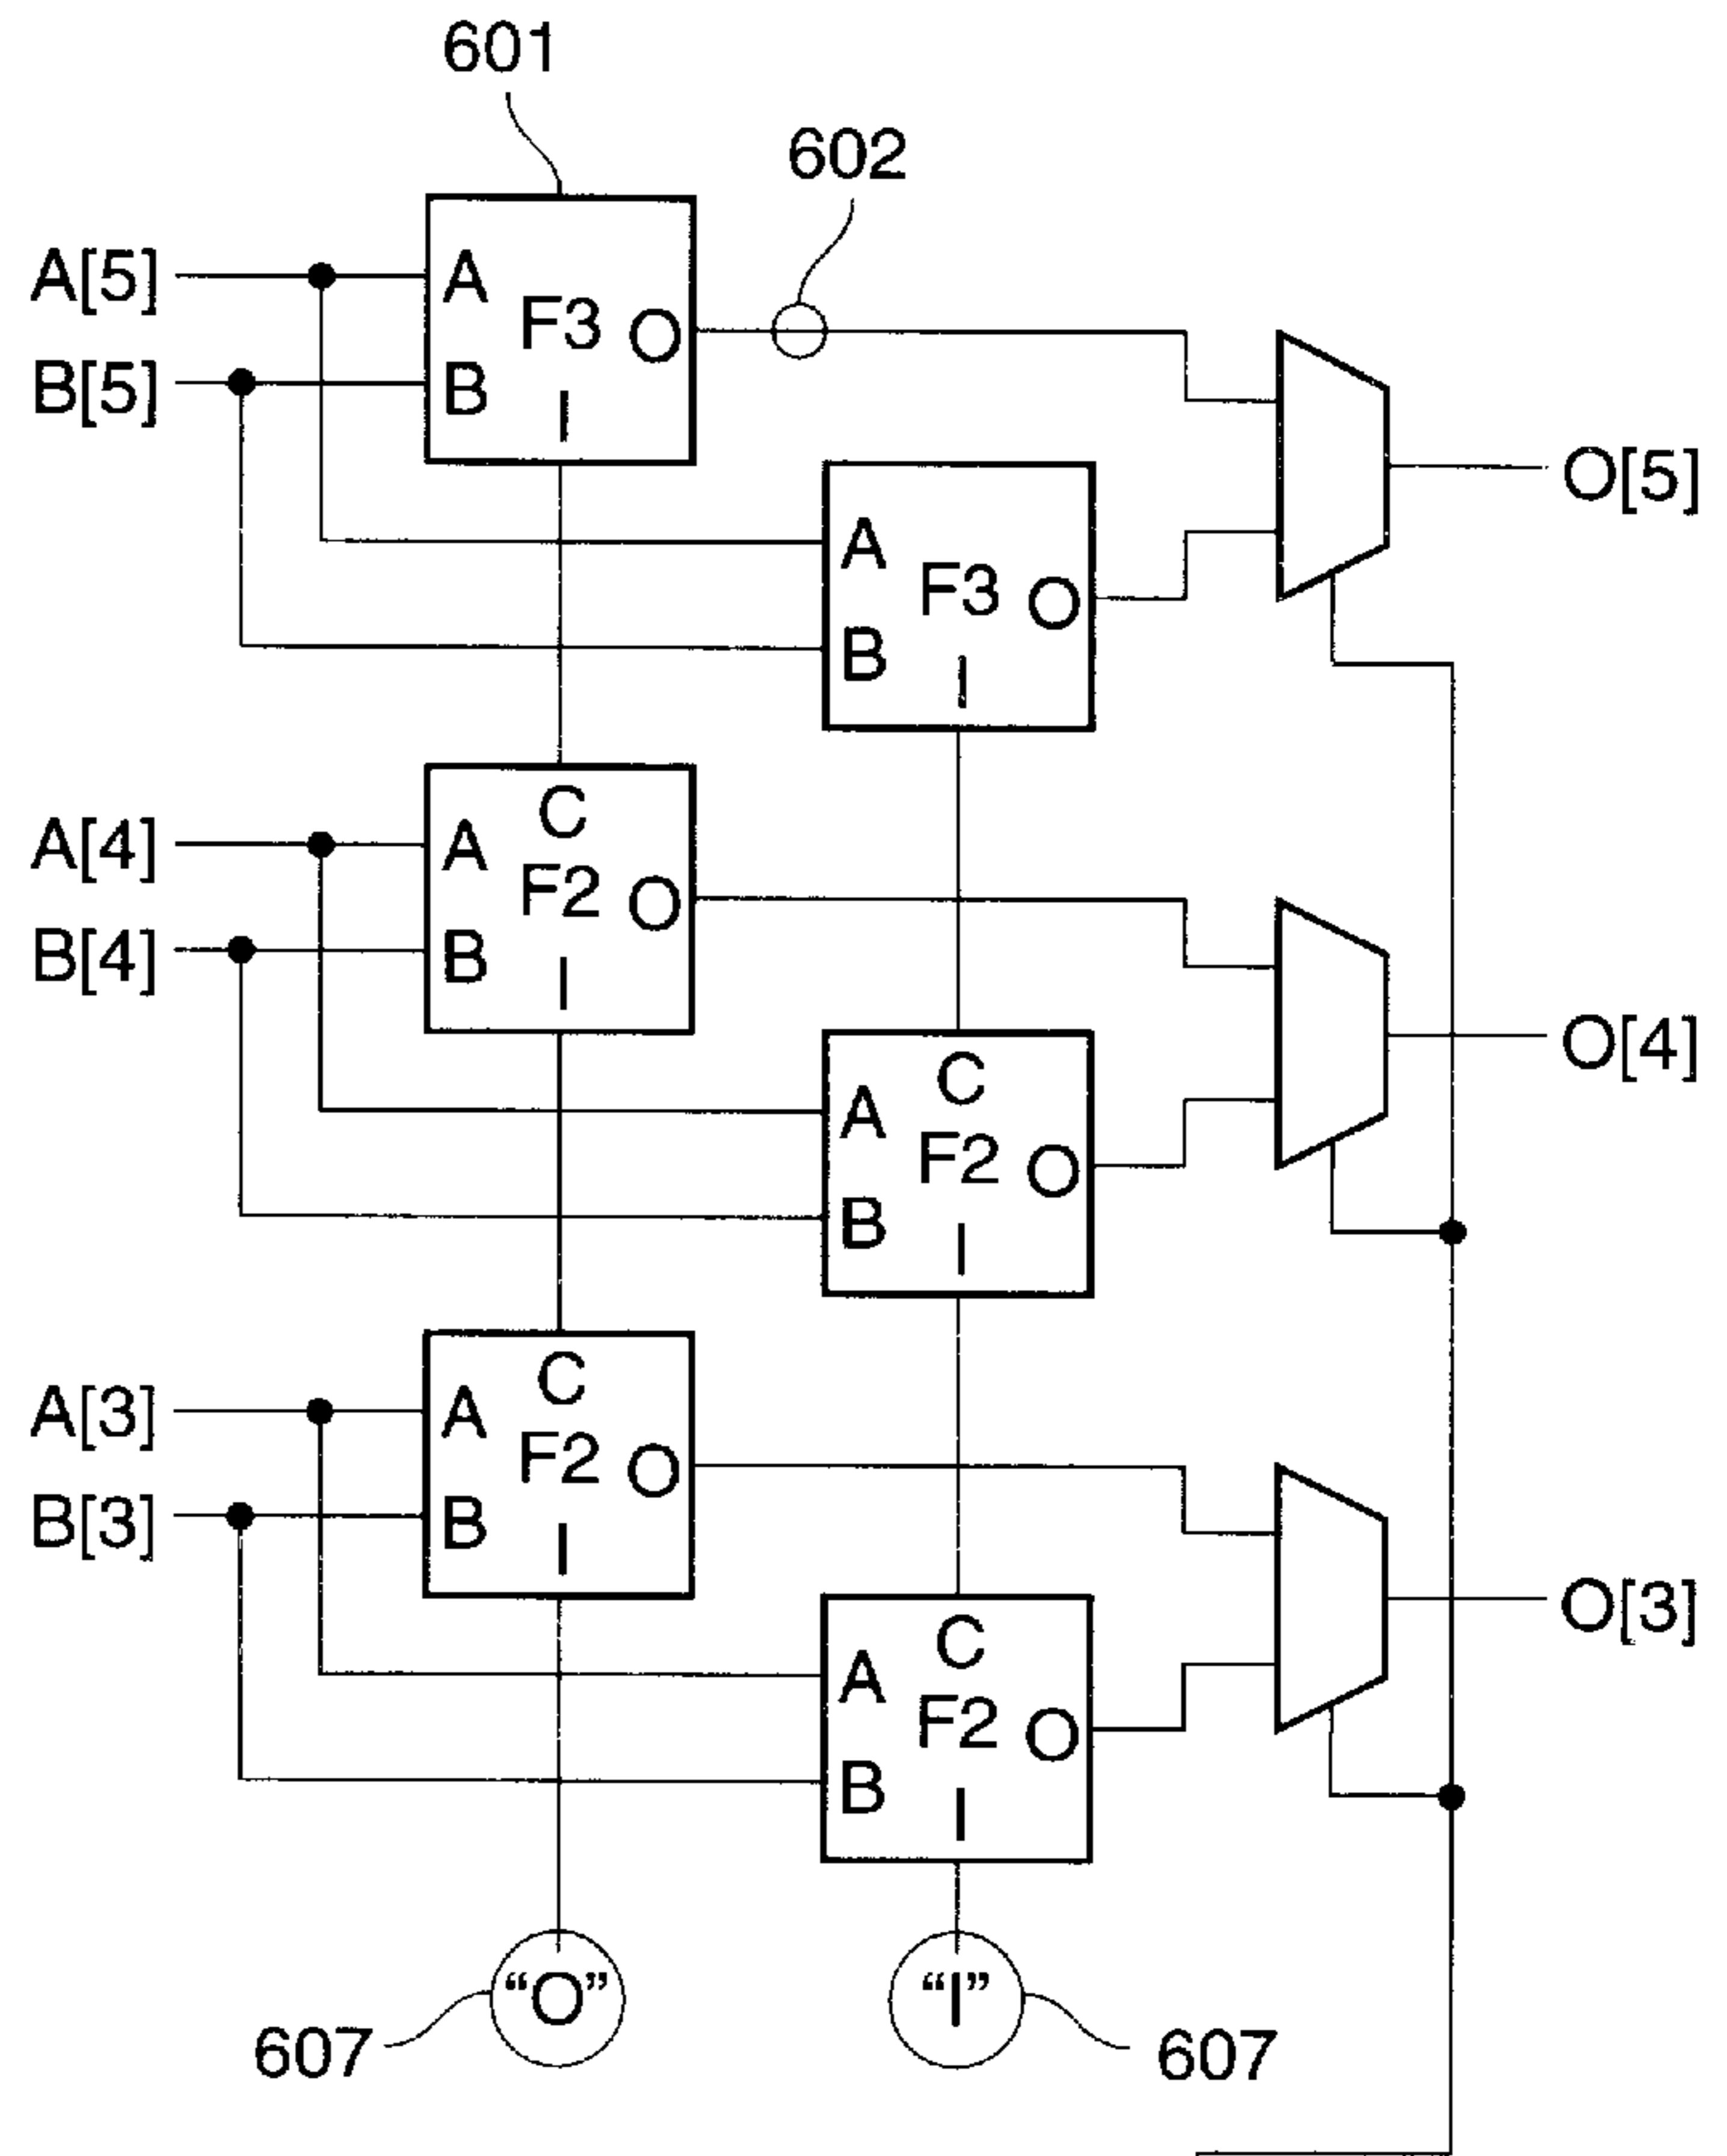 601
602
A[5]
B[5]
A
F3 O
B
I
O[5]
A
F3 O
B
I
A[4]
B[4]
C
A
F2 O
B
I
O[4]
C
A
F2 O
B
I
A[3]
B[3]
C
A
F2 O
B
I
O[3]
C
A
F2 O
B
I
“O”
“I”
607
607